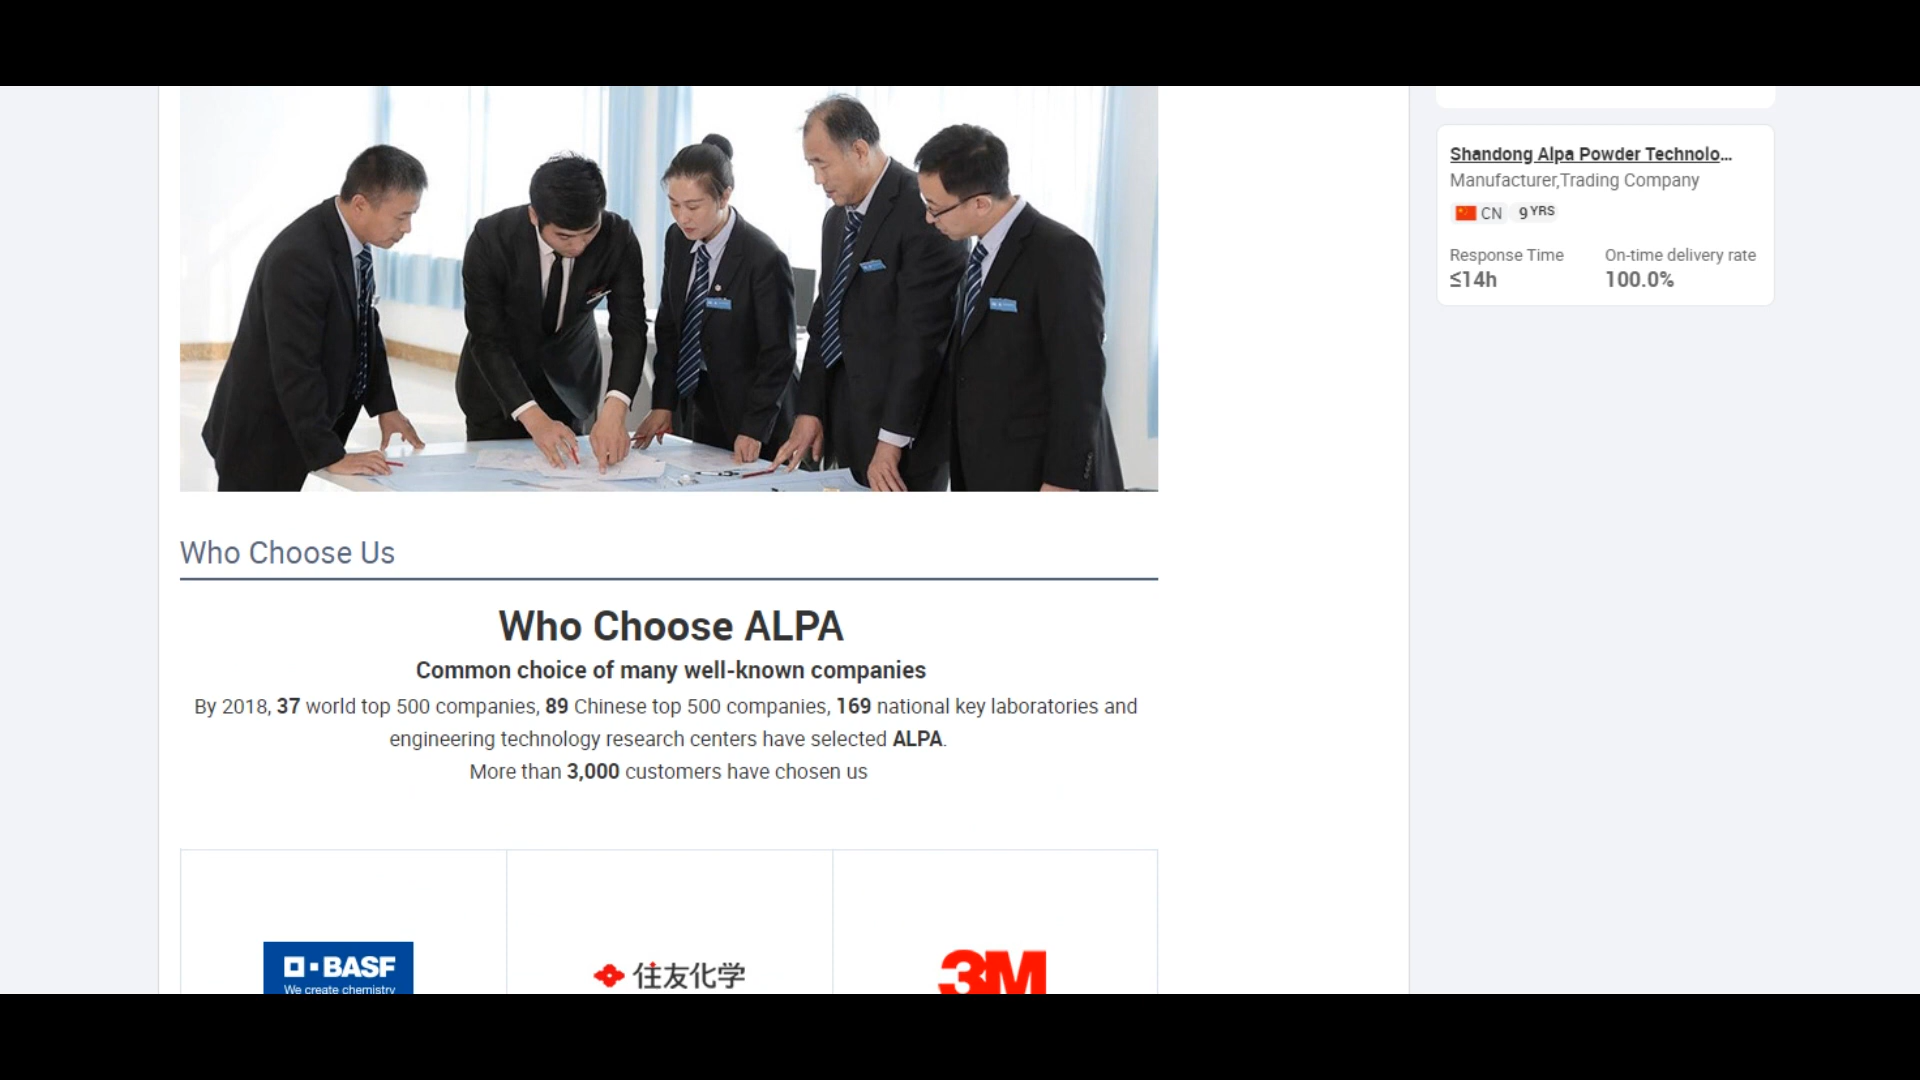 Shandong Alpa Powder Technolo...
Manufacturer,Trading Company
CN 9 YRS
Response Time
≤14h
On-time delivery rate
100.0%
Who Choose Us
Who Choose ALPA
Common choice of many well-known companies
By 2018, 37 world top 500 companies, 89 Chinese top 500 companies, 169 national key laboratories and
engineering technology research centers have selected ALPA.
More than 3,000 customers have chosen us
BASF
We create chemistry
住友化学
3M